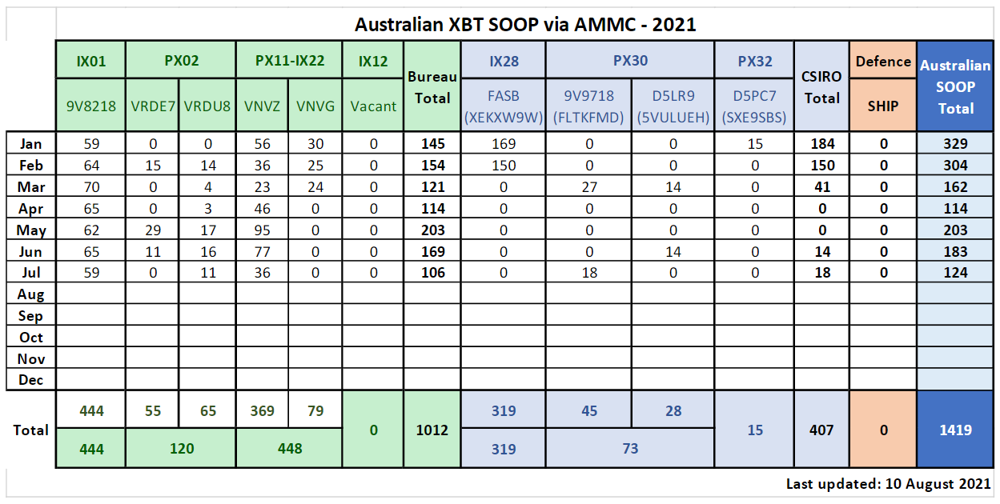 Australian XBT SOOP via AMMC - 2021
IX01 PX02 PX11-IX22 IX12 Bureau Total IX28 PX30 PX32 CSIRO Total Defence Australian SOOP Total
9V8218 VRDE7 VRDU8 VNVZ VNVG Vacant FASB (XEKXW9W) 9V9718 (FLTKFMD) D5LR9 (5VULUEH) D5PC7 (SXE9SBS) SHIP
Jan 59 0 0 56 30 0 145 169 0 0 15 184 0 329
Feb 64 15 14 36 25 0 154 150 0 0 0 150 0 304
Mar 70 0 4 23 24 0 121 0 27 14 0 41 0 162
Apr 65 0 3 46 0 0 114 0 0 0 0 0 0 114
May 62 29 17 95 0 0 203 0 0 0 0 0 0 203
Jun 65 11 16 77 0 0 169 0 0 14 0 14 0 183
Jul 59 0 11 36 0 0 106 0 18 0 0 18 0 124
Aug
Sep
Oct
Nov
Dec
Total 444 55 65 369 79 0 1012 319 45 28 15 407 0 1419
444 120 448 319 73
Last updated: 10 August 2021